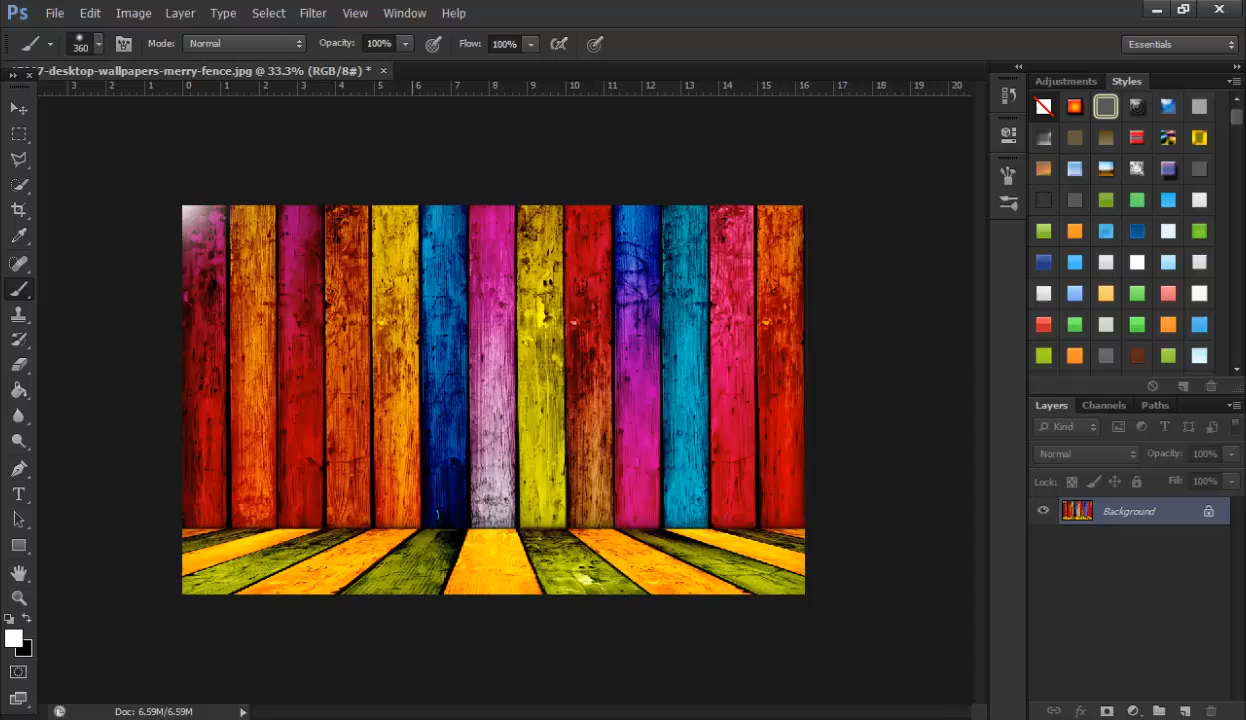 Ps File Edit Image Layer Type Select Filter View Window Help
360 Mode: Normal Opacity: 100% Flow: 100% Essentials
7-desktop-wallpapers-merry-fence.jpg @ 33.3% (RGB/8#) * ×
3 2 1 0 1 2 3 4 5 6 7 8 9 10 11 12 13 14 15 16 17 18 19 20
Adjustments Styles
Layers Channels Paths
Kind
Normal Opacity: 100%
Lock: Fill: 100%
Background
T
Doc: 6.59M/6.59M
fx